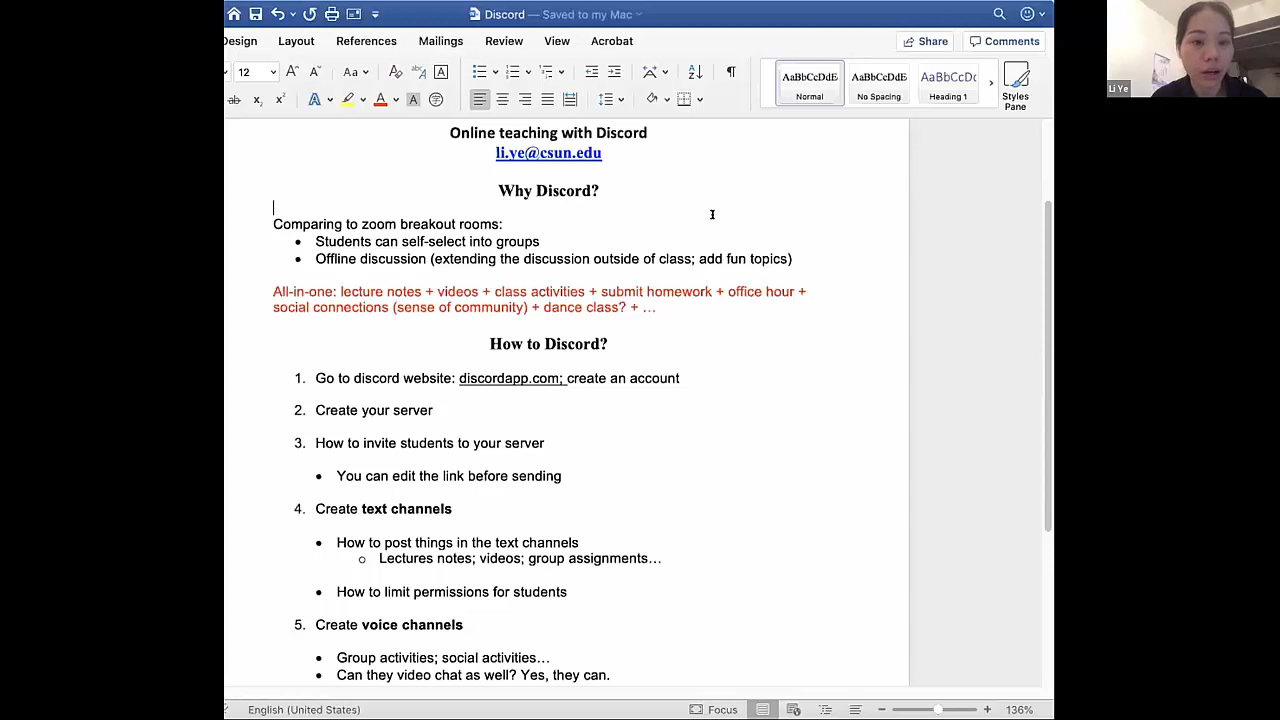 Discord — Saved to my Mac
Design Layout References Mailings Review View Acrobat Share Comments
12 Aa
AaBbCcDdE AaBbCcDdE AaBbCcDc
Normal No Spacing Heading 1 Styles Pane
Li Ye
Online teaching with Discord
li.ye@csun.edu
Why Discord?
Comparing to zoom breakout rooms:
• Students can self-select into groups
• Offline discussion (extending the discussion outside of class; add fun topics)
All-in-one: lecture notes + videos + class activities + submit homework + office hour +
social connections (sense of community) + dance class? + …
How to Discord?
1. Go to discord website: discordapp.com; create an account
2. Create your server
3. How to invite students to your server
• You can edit the link before sending
4. Create text channels
• How to post things in the text channels
o Lectures notes; videos; group assignments…
• How to limit permissions for students
5. Create voice channels
• Group activities; social activities…
• Can they video chat as well? Yes, they can.
English (United States) Focus 136%